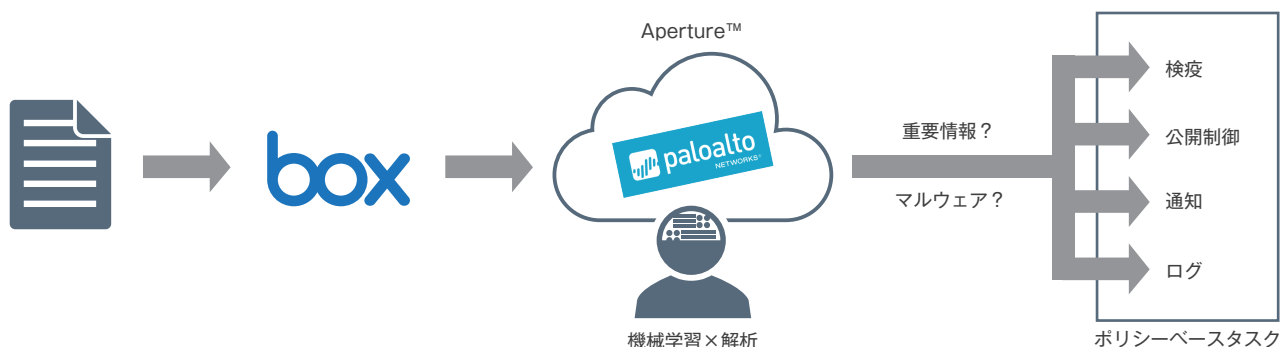 Aperture™
box
paloalto
NETWORKS®
機械学習×解析
重要情報？
マルウェア？
検疫
公開制御
通知
ログ
ポリシーベースタスク